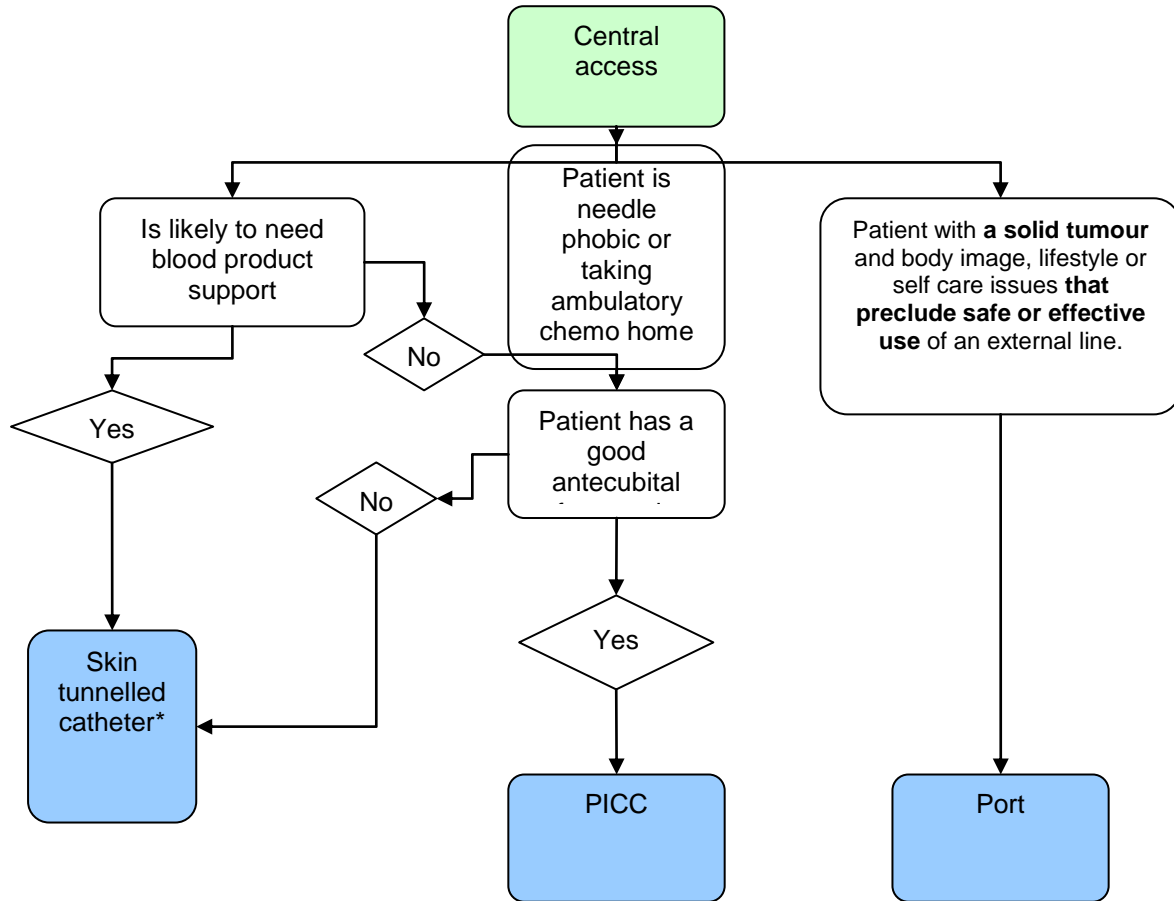 Central
access
Patient is
needle
phobic or
taking
ambulatory
chemo home
Is likely to need
blood product
support
Patient with a solid tumour
and body image, lifestyle or
self care issues that
preclude safe or effective
use of an external line.
No
Yes
Patient has a
good
antecubital
No
Yes
Skin
tunnelled
catheter*
PICC
Port